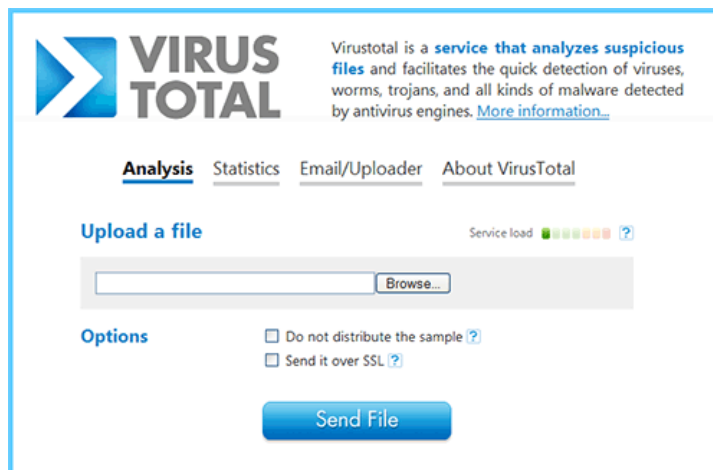 VIRUS
TOTAL
Virustotal is a service that analyzes suspicious
files and facilitates the quick detection of viruses,
worms, trojans, and all kinds of malware detected
by antivirus engines. More information...
Analysis Statistics Email/Uploader About VirusTotal
Upload a file Service load ?
Browse...
Options Do not distribute the sample ?
Send it over SSL ?
Send File